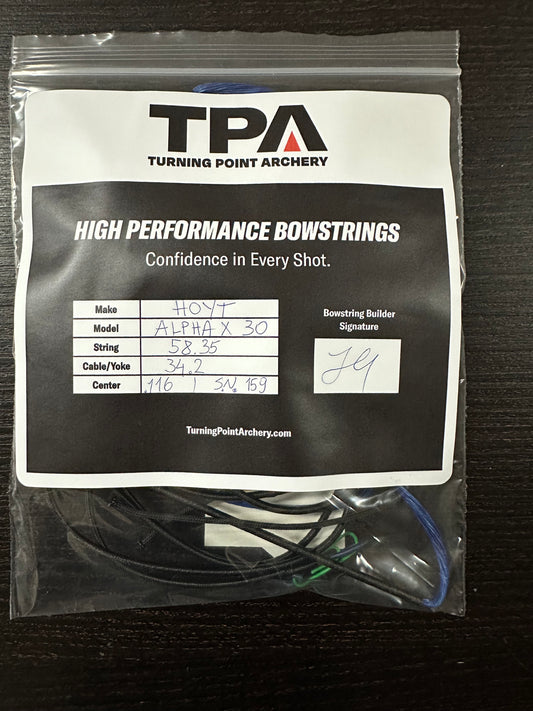 TPA
TURNING POINT ARCHERY
HIGH PERFORMANCE BOWSTRINGS
Confidence in Every Shot.
Make HOYT
Model ALPHA X 30
String 58.35
Cable/Yoke 34.2
Center .116 | S.N. 159
Bowstring Builder
Signature
TurningPointArchery.com